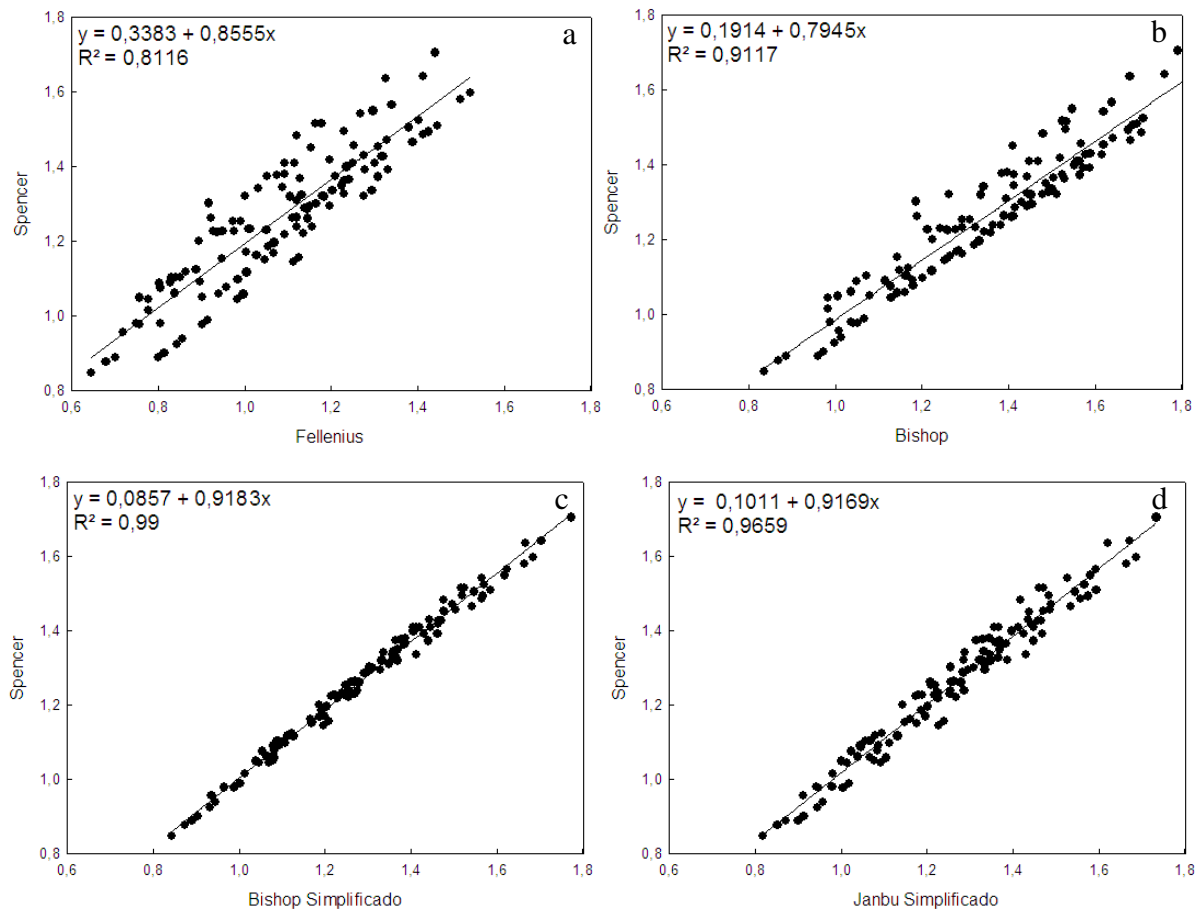 y = 0,3383 + 0,8555x
R² = 0,8116
a
1,8
1,6
1,4
1,2
1,0
0,8
Spencer
0,6 0,8 1,0 1,2 1,4 1,6 1,8
Fellenius
y = 0,1914 + 0,7945x
R² = 0,9117
b
1,8
1,6
1,4
1,2
1,0
0,8
Spencer
0,6 0,8 1,0 1,2 1,4 1,6 1,8
Bishop
y = 0,0857 + 0,9183x
R² = 0,99
c
1,8
1,6
1,4
1,2
1,0
0,8
Spencer
0,6 0,8 1,0 1,2 1,4 1,6 1,8
Bishop Simplificado
y = 0,1011 + 0,9169x
R² = 0,9659
d
1,8
1,6
1,4
1,2
1,0
0,8
Spencer
0,6 0,8 1,0 1,2 1,4 1,6 1,8
Janbu Simplificado